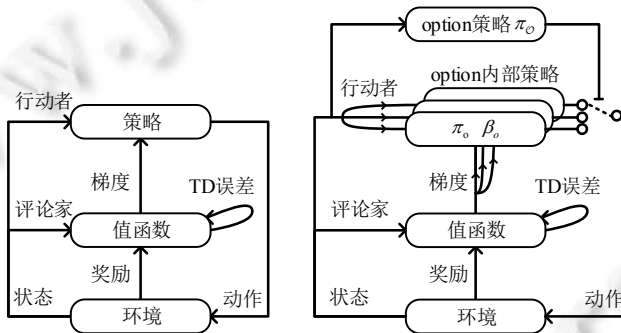 行动者
策略
梯度
TD误差
评论家
值函数
奖励
状态
动作
环境
option策略 π𝒪
option内部策略
行动者
πₒ βₒ
梯度
TD误差
评论家
值函数
奖励
状态
动作
环境